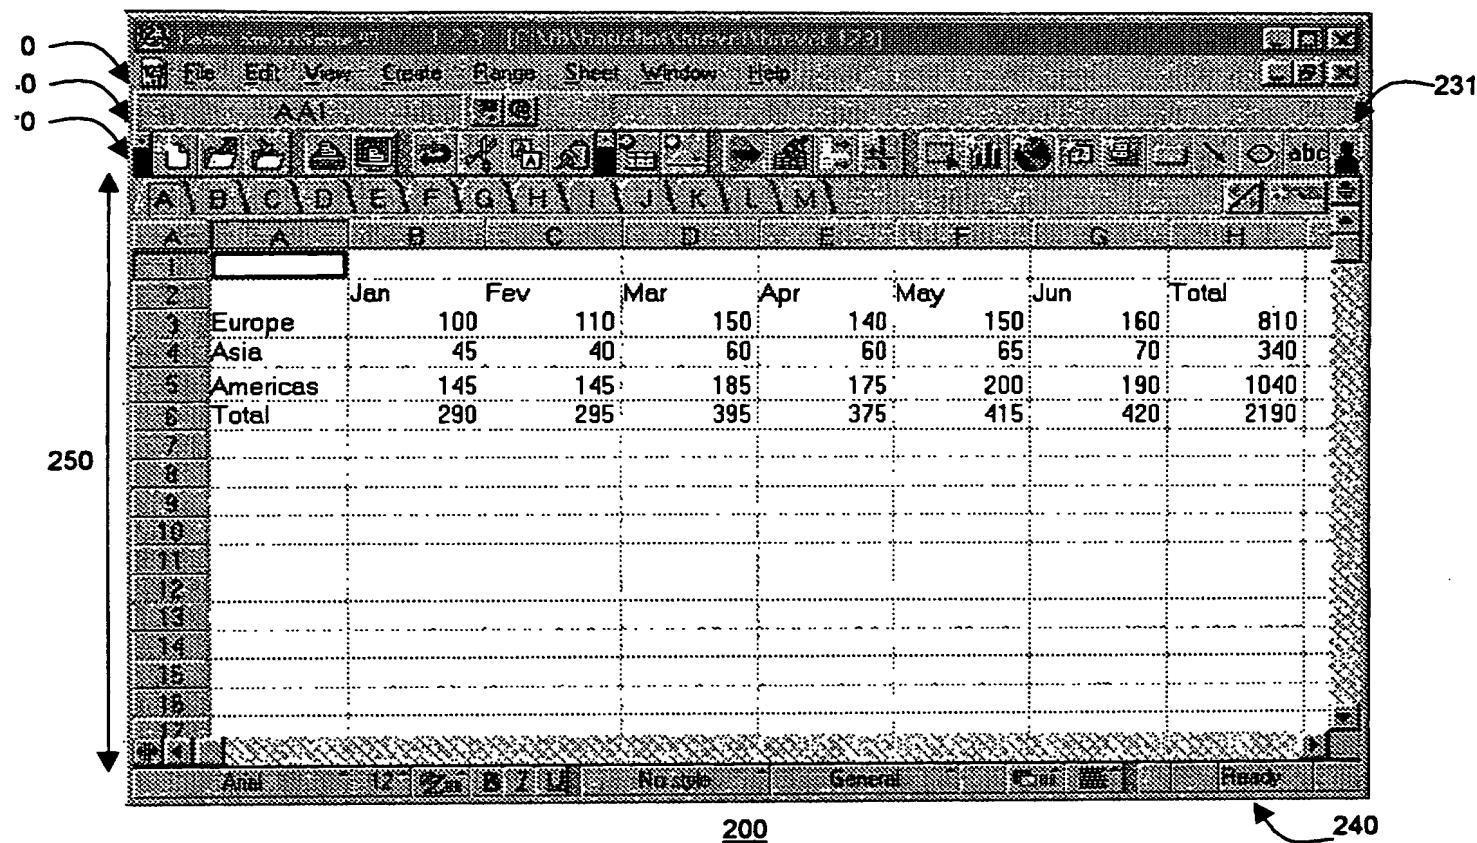 0
231
File Edit View Create Range Sheet Window Help
.0
A:A1
"0
abc
A B C D E F G H I J K L M
A A B C D E F G H
1
2 Jan Fev Mar Apr May Jun Total
3 Europe 100 110 150 140 150 160 810
4 Asia 45 40 60 60 65 70 340
5 Americas 145 145 185 175 200 190 1040
6 Total 290 295 395 375 415 420 2190
7
250
8
9
10
11
12
13
14
15
16
Arial 12 B I U No style General Ready
200
240